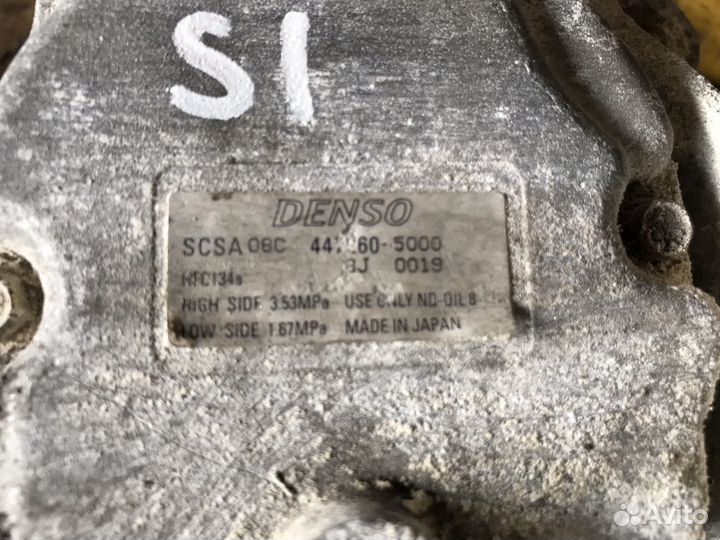 S1
DENSO
SCSA 08C 5000
0019
HFC134a
HIGH SIDE 3.53MPa USE ONLY ND-OIL 8
LOW SIDE 1.67MPa MADE IN JAPAN
Avito